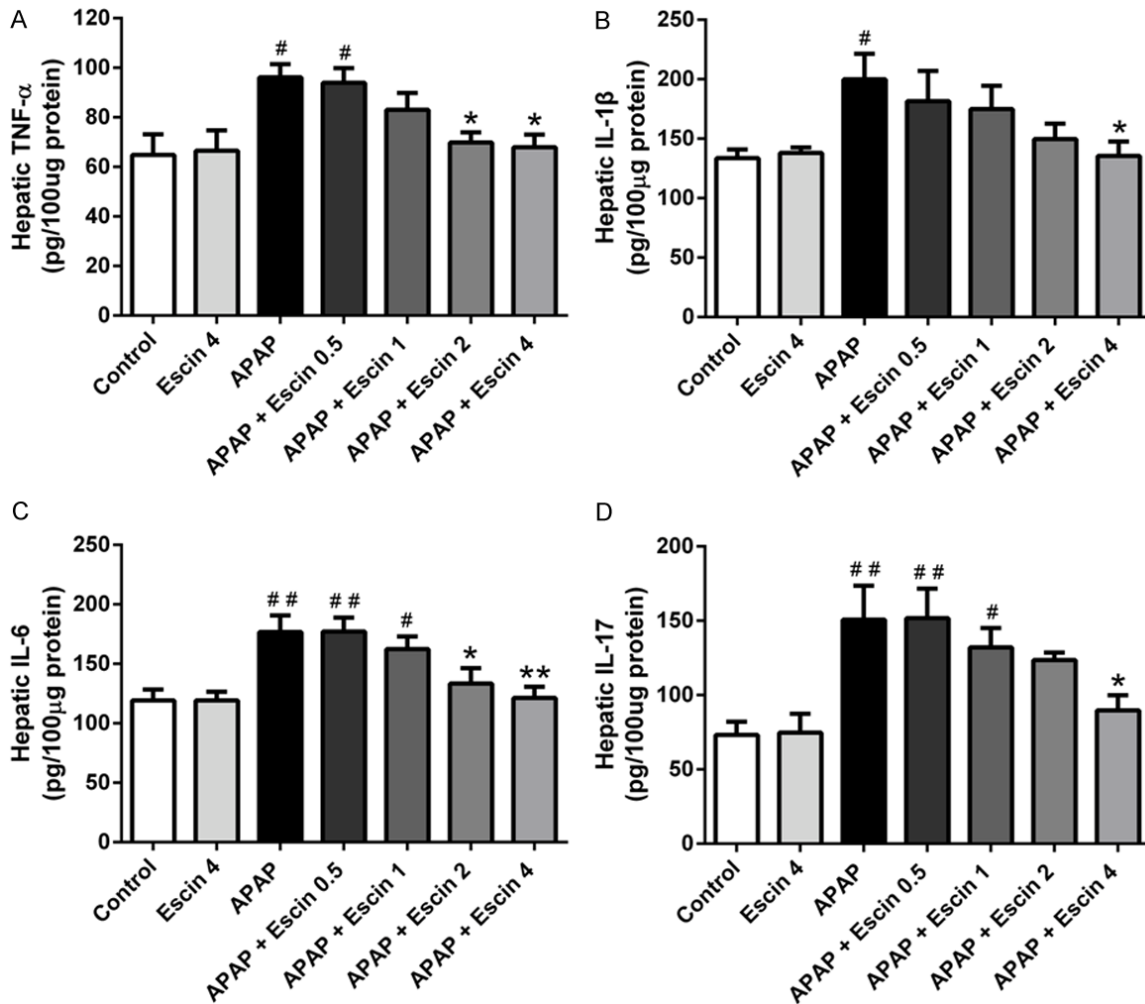 A
Hepatic TNF-α
(pg/100ug protein)
120
100
80
60
40
20
0
#
#
*
*
Control
Escin 4
APAP
APAP + Escin 0.5
APAP + Escin 1
APAP + Escin 2
APAP + Escin 4
B
Hepatic IL-1β
(pg/100µg protein)
250
200
150
100
50
0
#
*
Control
Escin 4
APAP
APAP + Escin 0.5
APAP + Escin 1
APAP + Escin 2
APAP + Escin 4
C
Hepatic IL-6
(pg/100µg protein)
250
200
150
100
50
0
# #
# #
#
*
**
Control
Escin 4
APAP
APAP + Escin 0.5
APAP + Escin 1
APAP + Escin 2
APAP + Escin 4
D
Hepatic IL-17
(pg/100ug protein)
200
150
100
50
0
# #
# #
#
*
Control
Escin 4
APAP
APAP + Escin 0.5
APAP + Escin 1
APAP + Escin 2
APAP + Escin 4